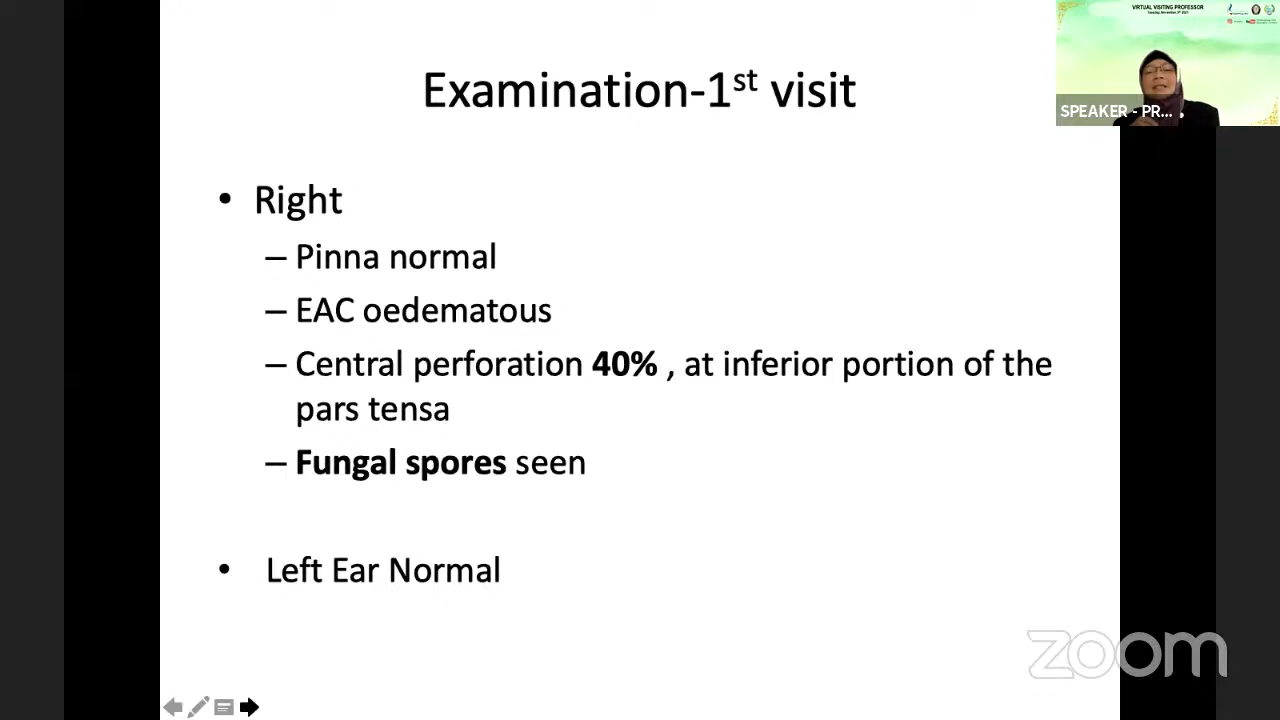 VIRTUAL VISITING PROFESSOR
SPEAKER - PR...
Examination-1st visit
• Right
– Pinna normal
– EAC oedematous
– Central perforation 40% , at inferior portion of the
pars tensa
– Fungal spores seen
• Left Ear Normal
zoom